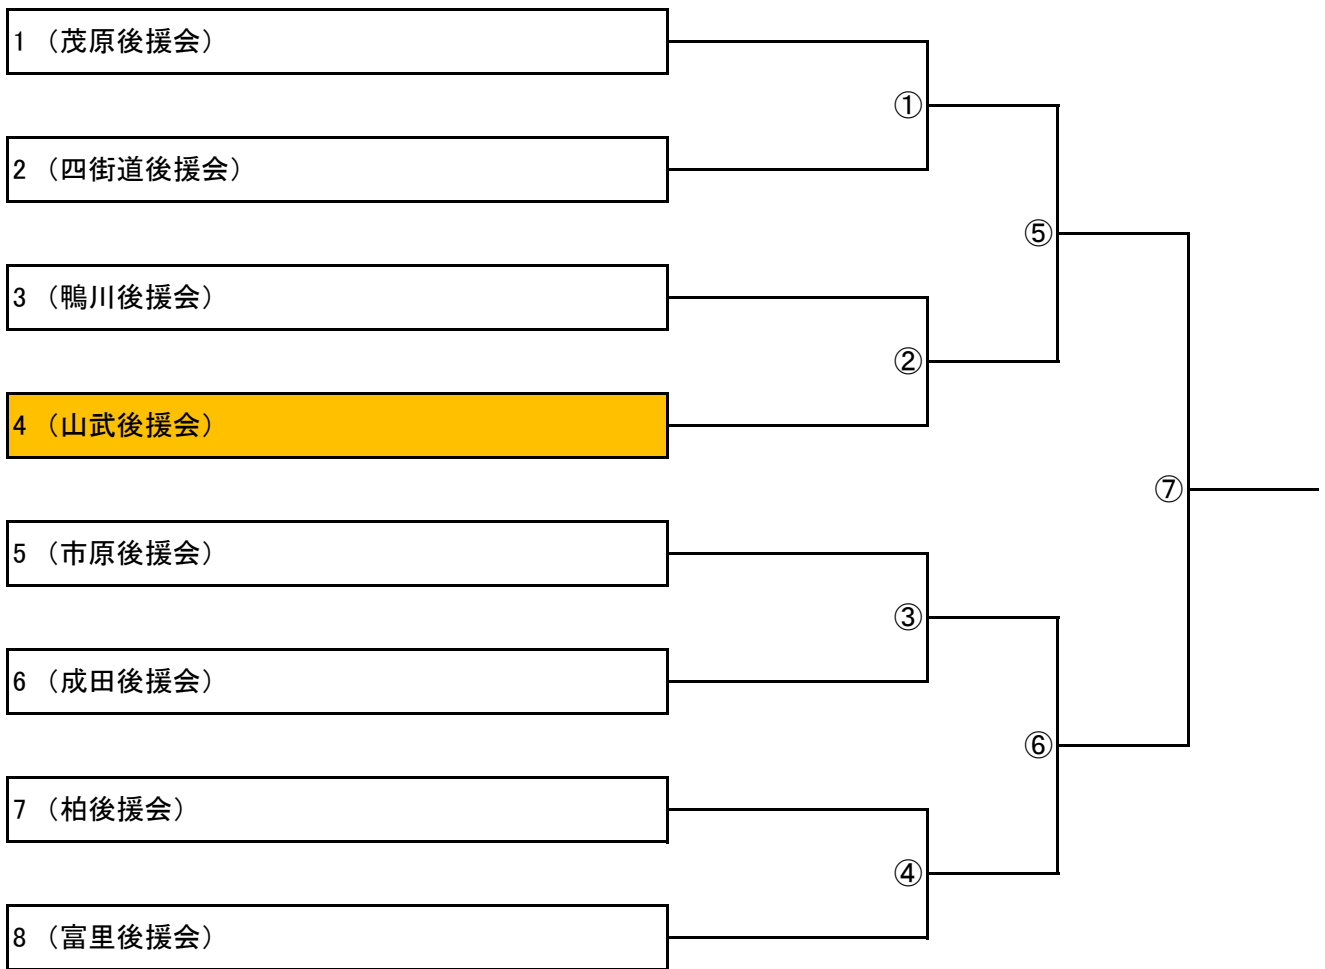 1 （茂原後援会）
①
2 （四街道後援会）
⑤
3 （鴨川後援会）
②
4 （山武後援会）
⑦
5 （市原後援会）
③
6 （成田後援会）
⑥
7 （柏後援会）
④
8 （富里後援会）